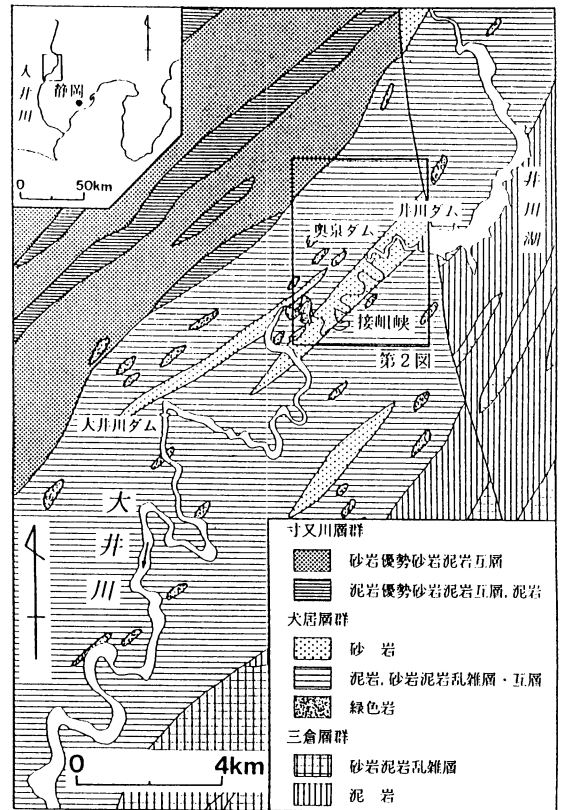 大井川
静岡
0 50km
井川湖
井川ダム
奥泉ダム
接岨峡
第2図
大井川ダム
大井川
0 4km
寸又川層群
砂岩優勢砂岩泥岩互層
泥岩優勢砂岩泥岩互層,泥岩
犬居層群
砂 岩
泥岩,砂岩泥岩乱雑層・互層
緑色岩
三倉層群
砂岩泥岩乱雑層
泥 岩